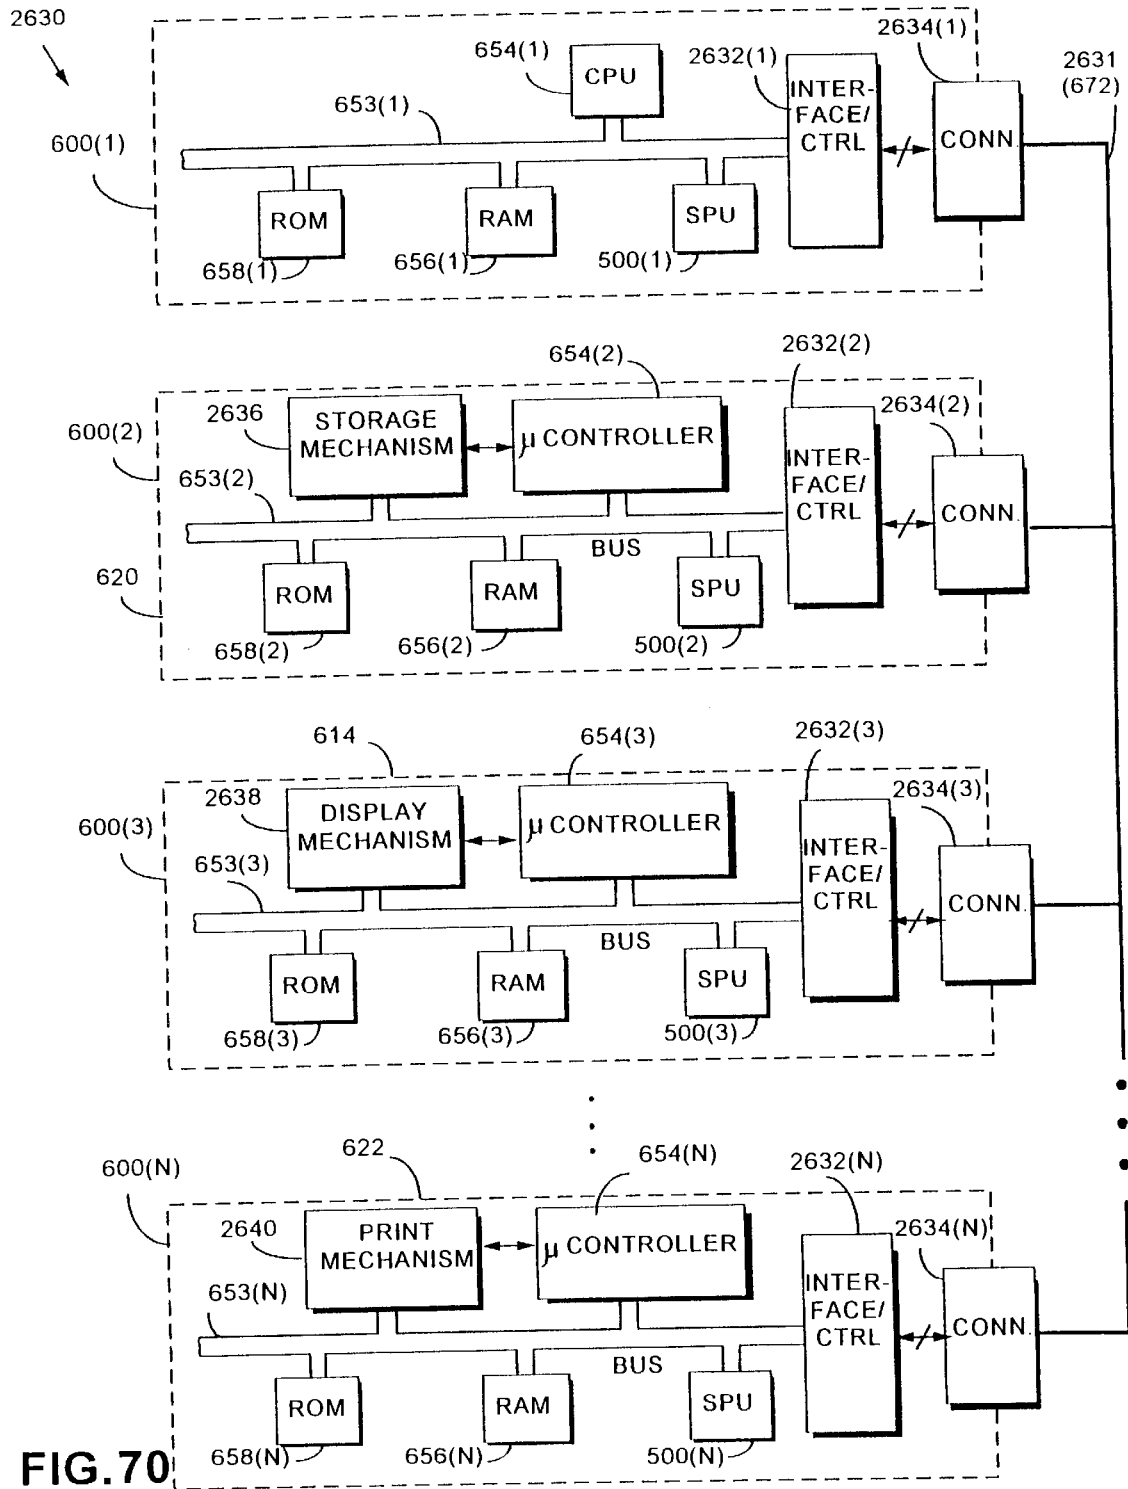 2630
2634(1)
654(1)
2632(1)
2631
(672)
CPU
INTER-
FACE/
CTRL
653(1)
600(1)
CONN.
ROM
RAM
SPU
658(1)
656(1)
500(1)
654(2)
2632(2)
2636
STORAGE
MECHANISM
µ CONTROLLER
2634(2)
600(2)
INTER-
FACE/
CTRL
653(2)
CONN.
BUS
620
ROM
RAM
SPU
658(2)
656(2)
500(2)
614
654(3)
2632(3)
2638
DISPLAY
MECHANISM
µ CONTROLLER
2634(3)
600(3)
INTER-
FACE/
CTRL
653(3)
CONN.
BUS
ROM
RAM
SPU
658(3)
656(3)
500(3)
622
654(N)
2632(N)
600(N)
2640
PRINT
MECHANISM
µ CONTROLLER
2634(N)
INTER-
FACE/
CTRL
653(N)
CONN.
BUS
ROM
RAM
SPU
658(N)
656(N)
500(N)
FIG.70